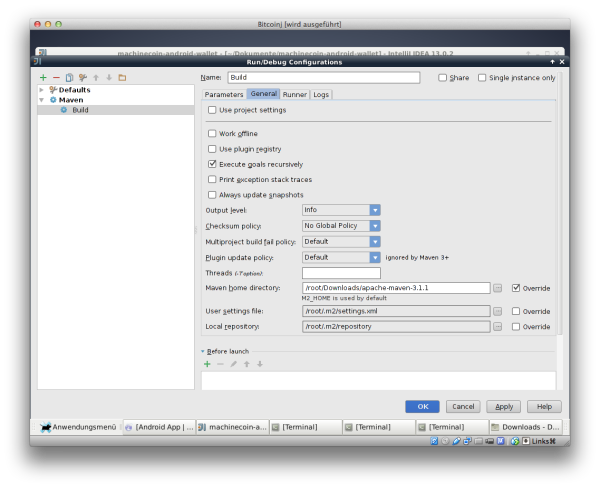 Bitcoinj [wird ausgeführt]
machinecoin-android-wallet - [~/Dokumente/machinecoin-android-wallet] - IntelliJ IDEA 13.0.2
Run/Debug Configurations
Name: Build Share Single instance only
Defaults
Maven
Build
Parameters General Runner Logs
Use project settings
Work offline
Use plugin registry
Execute goals recursively
Print exception stack traces
Always update snapshots
Output level: Info
Checksum policy: No Global Policy
Multiproject build fail policy: Default
Plugin update policy: Default ignored by Maven 3+
Threads (-T option):
Maven home directory: /root/Downloads/apache-maven-3.1.1 Override
M2_HOME is used by default
User settings file: /root/.m2/settings.xml Override
Local repository: /root/.m2/repository Override
Before launch
OK Cancel Apply Help
Anwendungsmenü [Android App | ... machinecoin-a... [Terminal] [Terminal] [Terminal] Downloads - D...
Links⌘